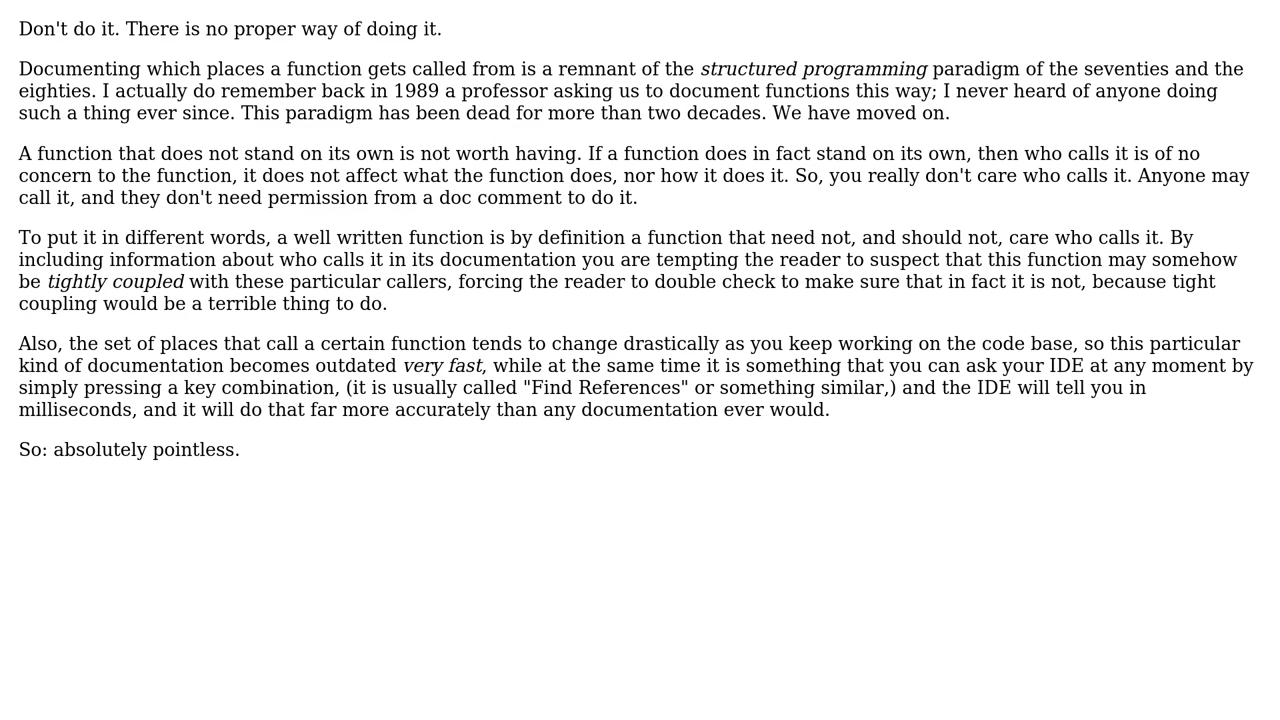 Don't do it. There is no proper way of doing it.
Documenting which places a function gets called from is a remnant of the structured programming paradigm of the seventies and the
eighties. I actually do remember back in 1989 a professor asking us to document functions this way; I never heard of anyone doing
such a thing ever since. This paradigm has been dead for more than two decades. We have moved on.
A function that does not stand on its own is not worth having. If a function does in fact stand on its own, then who calls it is of no
concern to the function, it does not affect what the function does, nor how it does it. So, you really don't care who calls it. Anyone may
call it, and they don't need permission from a doc comment to do it.
To put it in different words, a well written function is by definition a function that need not, and should not, care who calls it. By
including information about who calls it in its documentation you are tempting the reader to suspect that this function may somehow
be tightly coupled with these particular callers, forcing the reader to double check to make sure that in fact it is not, because tight
coupling would be a terrible thing to do.
Also, the set of places that call a certain function tends to change drastically as you keep working on the code base, so this particular
kind of documentation becomes outdated very fast, while at the same time it is something that you can ask your IDE at any moment by
simply pressing a key combination, (it is usually called "Find References" or something similar,) and the IDE will tell you in
milliseconds, and it will do that far more accurately than any documentation ever would.
So: absolutely pointless.